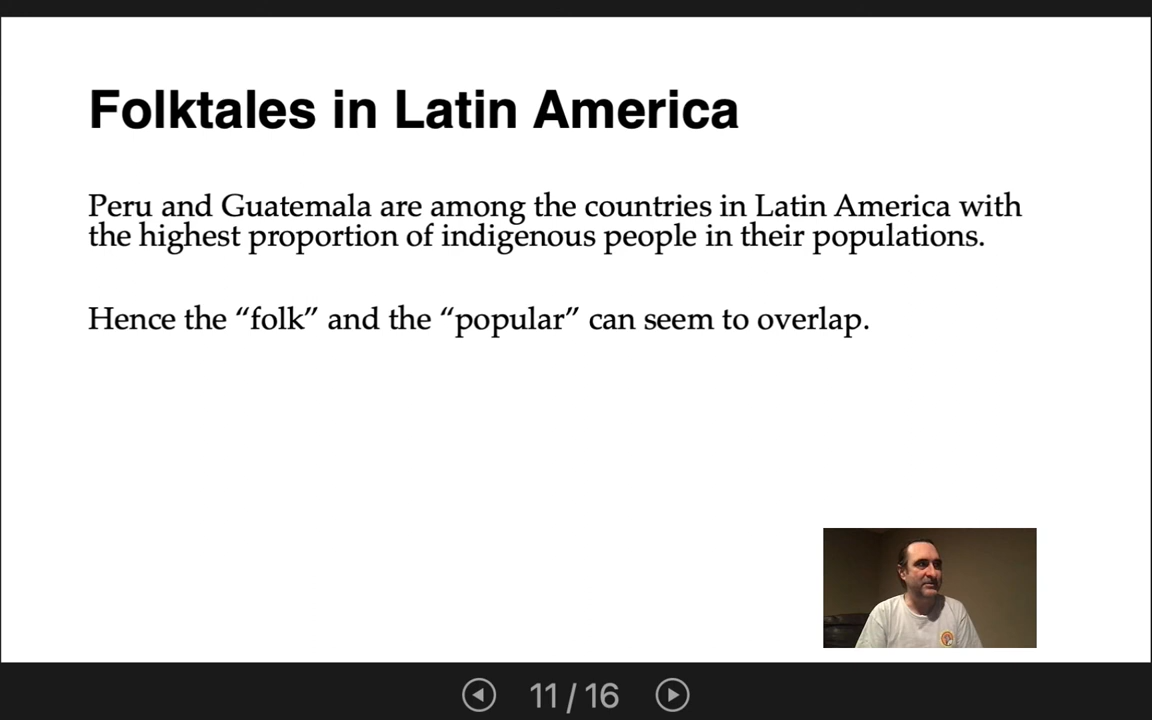 Folktales in Latin America
Peru and Guatemala are among the countries in Latin America with
the highest proportion of indigenous people in their populations.
Hence the “folk” and the “popular” can seem to overlap.
11 / 16